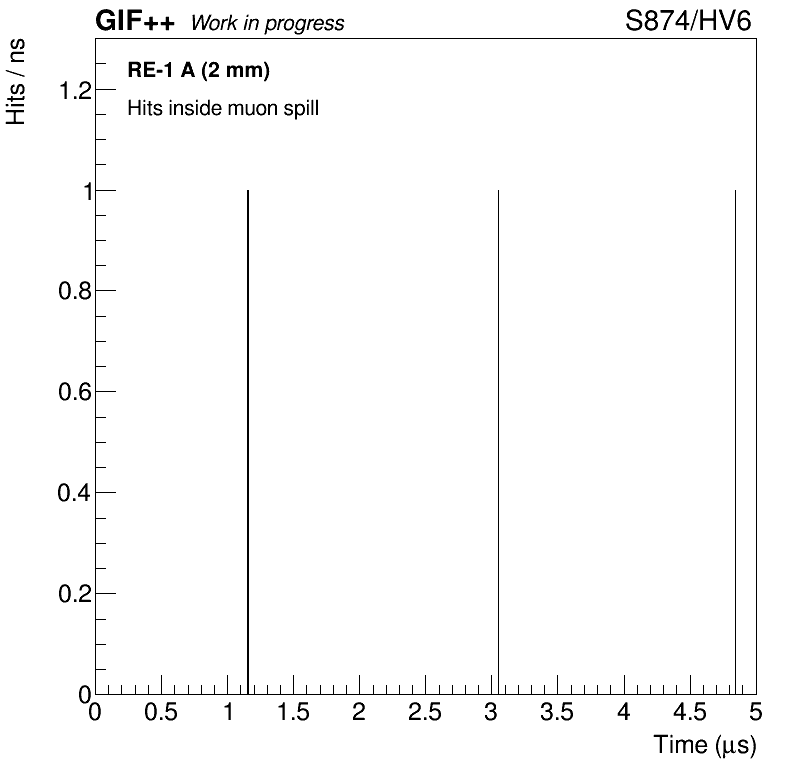 GIF++ Work in progress S874/HV6
Hits / ns
RE-1 A (2 mm)
Hits inside muon spill
1.2
1
0.8
0.6
0.4
0.2
0
0 0.5 1 1.5 2 2.5 3 3.5 4 4.5 5
Time (μs)